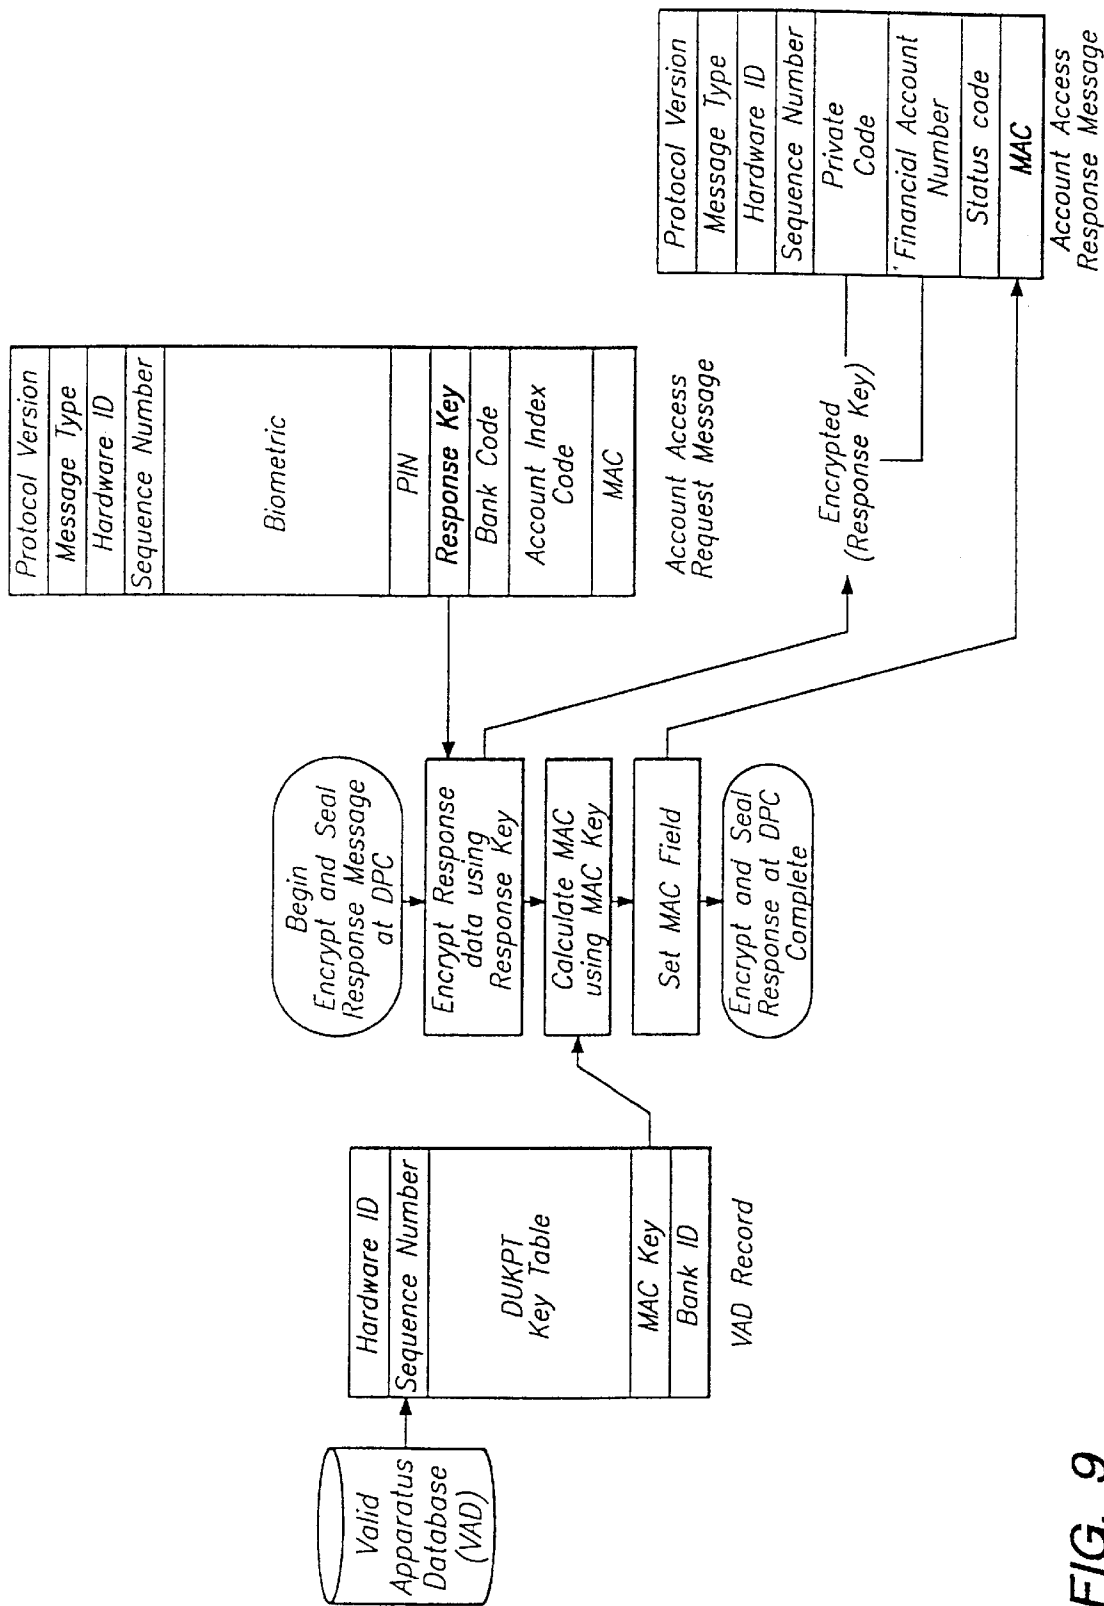 Valid
Apparatus
Database
(VAD)
Hardware ID
Sequence Number
DUKPT
Key Table
MAC Key
Bank ID
VAD Record
Begin
Encrypt and Seal
Response Message
at DPC
Encrypt Response
data using
Response Key
Calculate MAC
using MAC Key
Set MAC Field
Encrypt and Seal
Response at DPC
Complete
Protocol Version
Message Type
Hardware ID
Sequence Number
Biometric
PIN
Response Key
Bank Code
Account Index
Code
MAC
Account Access
Request Message
Encrypted
(Response Key)
Protocol Version
Message Type
Hardware ID
Sequence Number
Private
Code
Financial Account
Number
Status code
MAC
Account Access
Response Message
FIG. 9